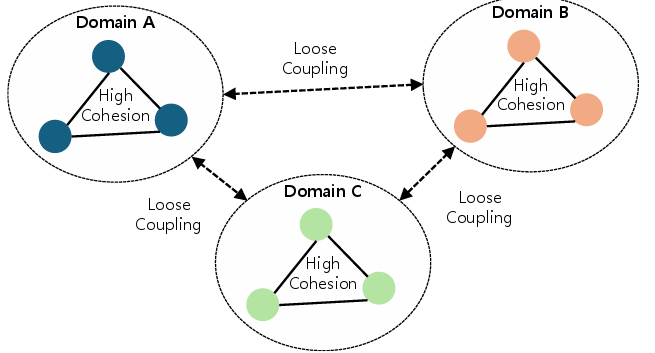 Domain A
High
Cohesion
Loose
Coupling
Domain B
High
Cohesion
Loose
Coupling
Domain C
High
Cohesion
Loose
Coupling